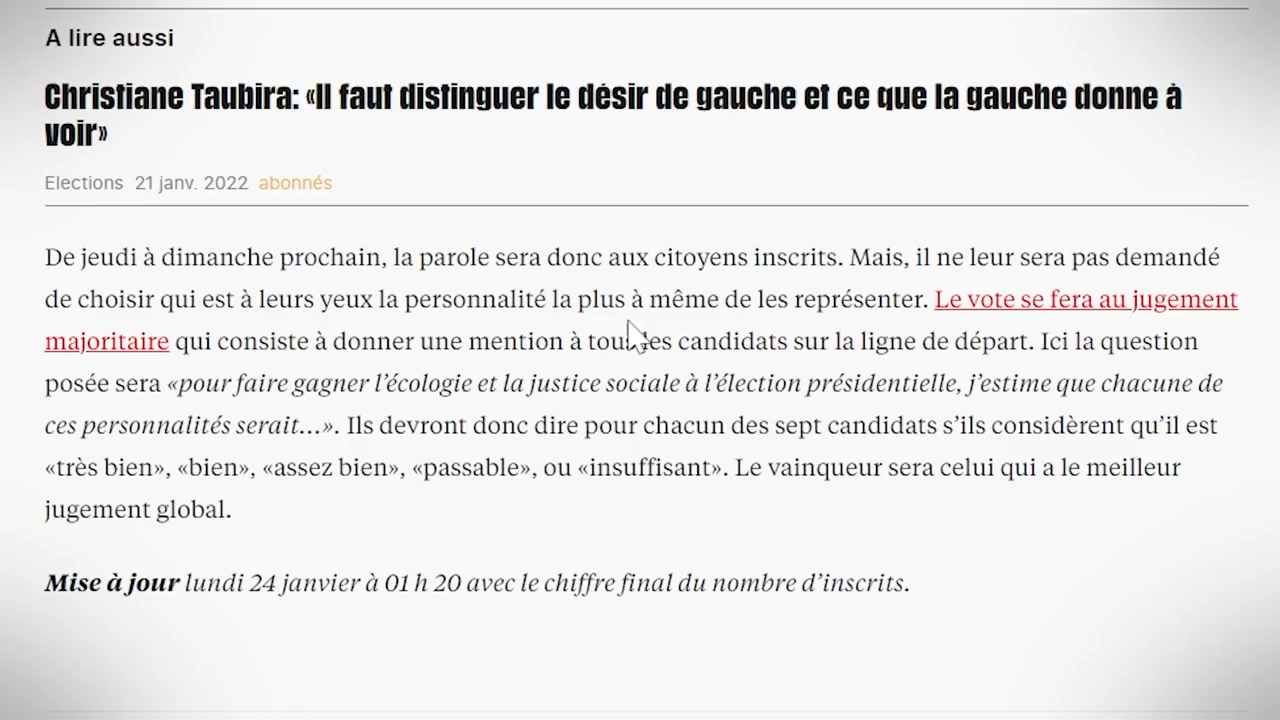 A lire aussi
Christiane Taubira: «Il faut distinguer le désir de gauche et ce que la gauche donne à
voir»
Elections 21 janv. 2022 abonnés
De jeudi à dimanche prochain, la parole sera donc aux citoyens inscrits. Mais, il ne leur sera pas demandé
de choisir qui est à leurs yeux la personnalité la plus à même de les représenter. Le vote se fera au jugement
majoritaire qui consiste à donner une mention à tous les candidats sur la ligne de départ. Ici la question
posée sera «pour faire gagner l’écologie et la justice sociale à l’élection présidentielle, j’estime que chacune de
ces personnalités serait…». Ils devront donc dire pour chacun des sept candidats s’ils considèrent qu’il est
«très bien», «bien», «assez bien», «passable», ou «insuffisant». Le vainqueur sera celui qui a le meilleur
jugement global.
Mise à jour lundi 24 janvier à 01 h 20 avec le chiffre final du nombre d’inscrits.